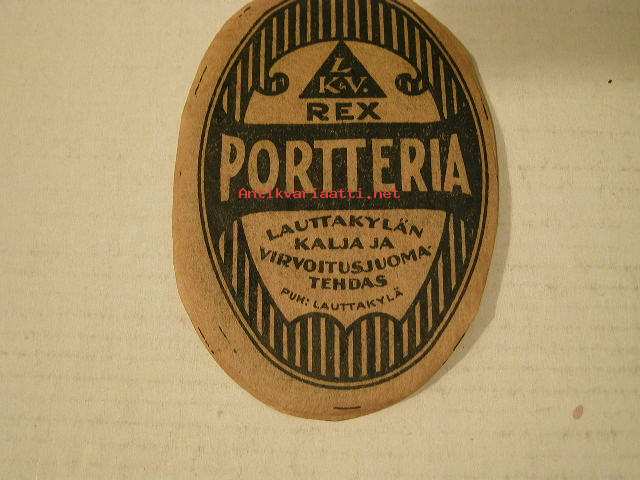 L
K&V.
REX
PORTTERIA
Antikvariaatti.net
LAUTTAKYLÄN
KALJA JA
VIRVOITUSJUOMA-
TEHDAS
PUH: LAUTTAKYLÄ